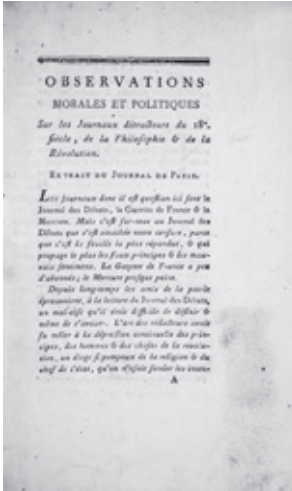 OBSERVATIONS
MORALES ET POLITIQUES
Sur les Journaux détracteurs du 18e.
siècle, de la Philosophie & de la
Révolution.
EXTRAIT DU JOURNAL DE PARIS.
Les Journaux dont il est question ici sont le
Journal des Débats, la Gazette de France & le
Mercure. Mais c'est sur-tout au Journal des
Débats que s'est attachée notre censure, parce
que c'est la feuille la plus répandue, & qui
propage le plus les faux principes & les mau-
vais sentimens. La Gazette de France a peu
d'abonnés; le Mercure presque point.
Depuis long-temps les amis de la patrie
éprouvoient, à la lecture du Journal des Débats,
un mal-aise qu'il étoit difficile de définir &
même de s'avouer. L'art des rédacteurs avoit
su mêler à la dépression continuelle des prin-
cipes, des hommes & des choses de la révolu-
tion, un éloge si pompeux de la religion & du
chef de l'état, qu'on n'osoit sonder les inten-
A